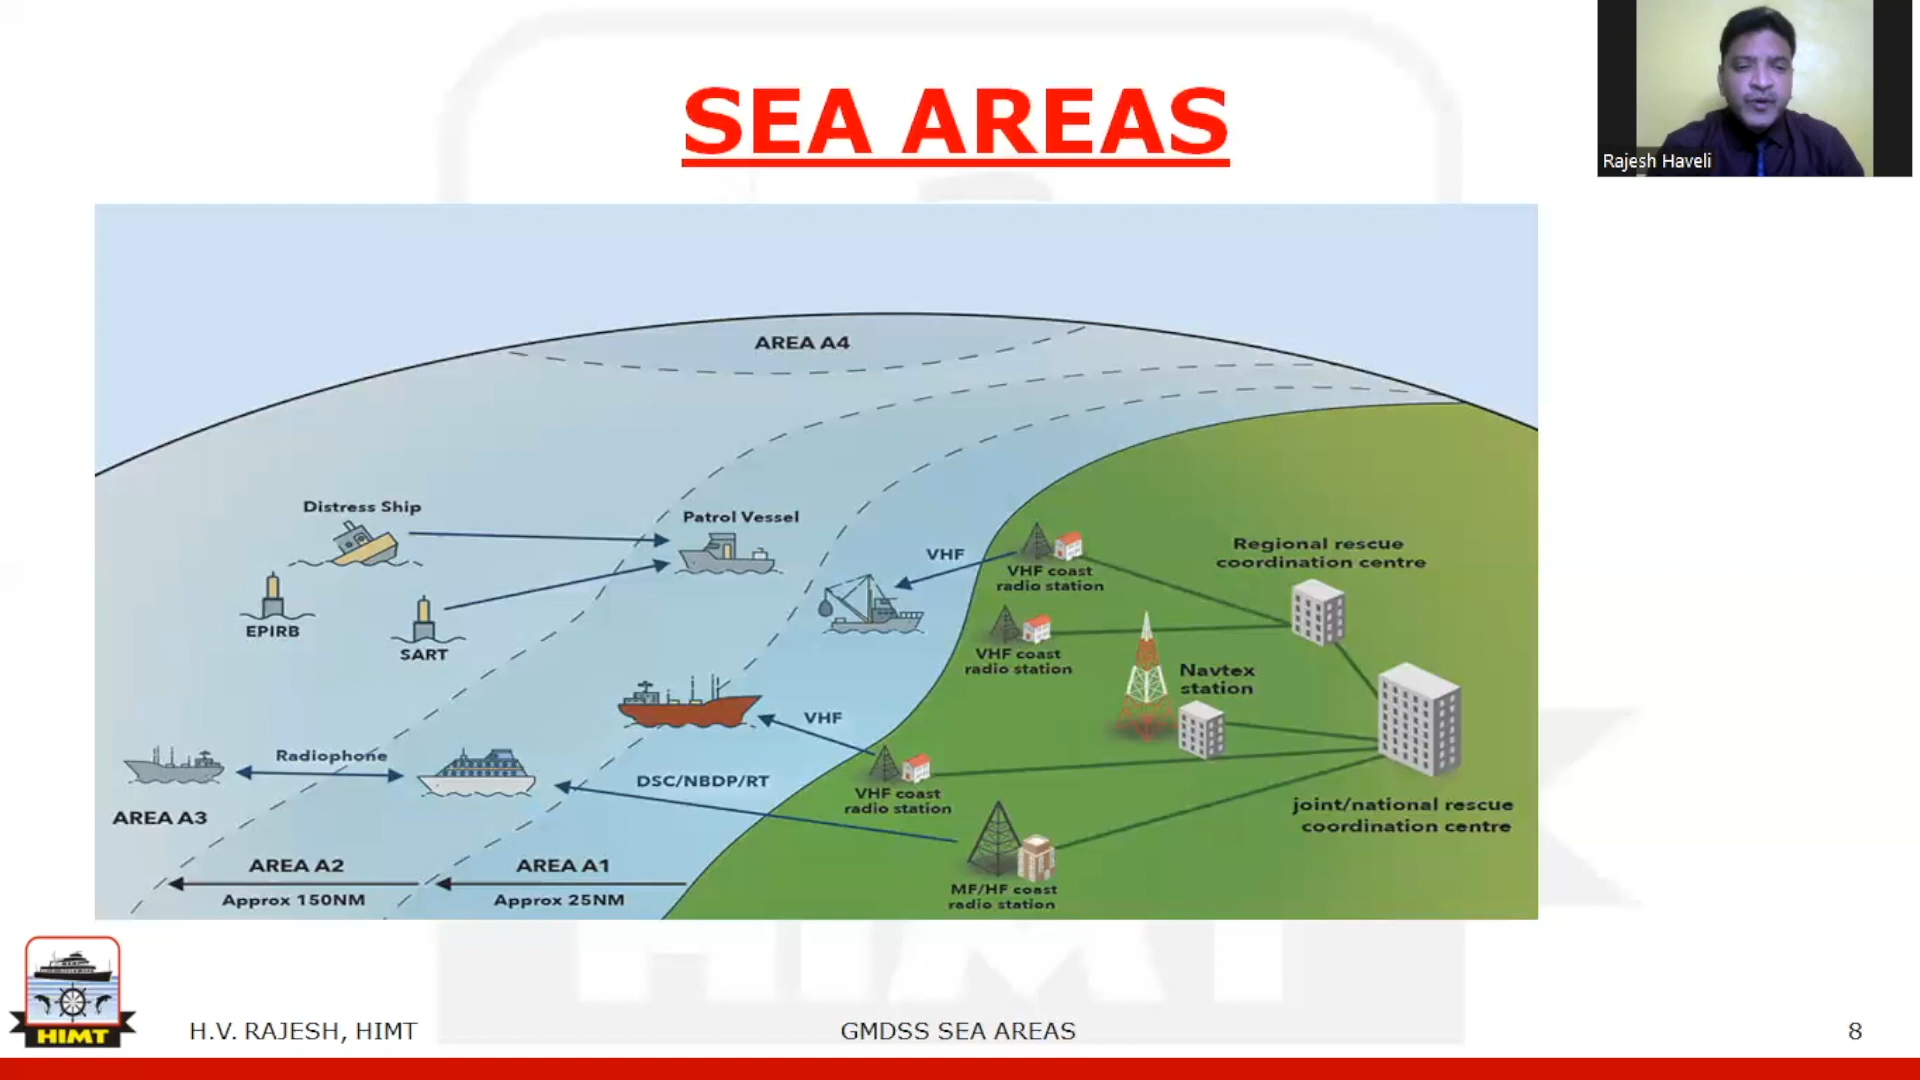 SEA AREAS
Rajesh Haveli
AREA A4
Distress Ship
Patrol Vessel
VHF
VHF coast
radio station
Regional rescue
coordination centre
EPIRB
SART
VHF coast
radio station
Navtex
station
VHF
Radiophone
DSC/NBDP/RT
VHF coast
radio station
joint/national rescue
coordination centre
AREA A3
AREA A2
Approx 150NM
AREA A1
Approx 25NM
MF/HF coast
radio station
HIMT
HIMT
H.V. RAJESH, HIMT
GMDSS SEA AREAS
8